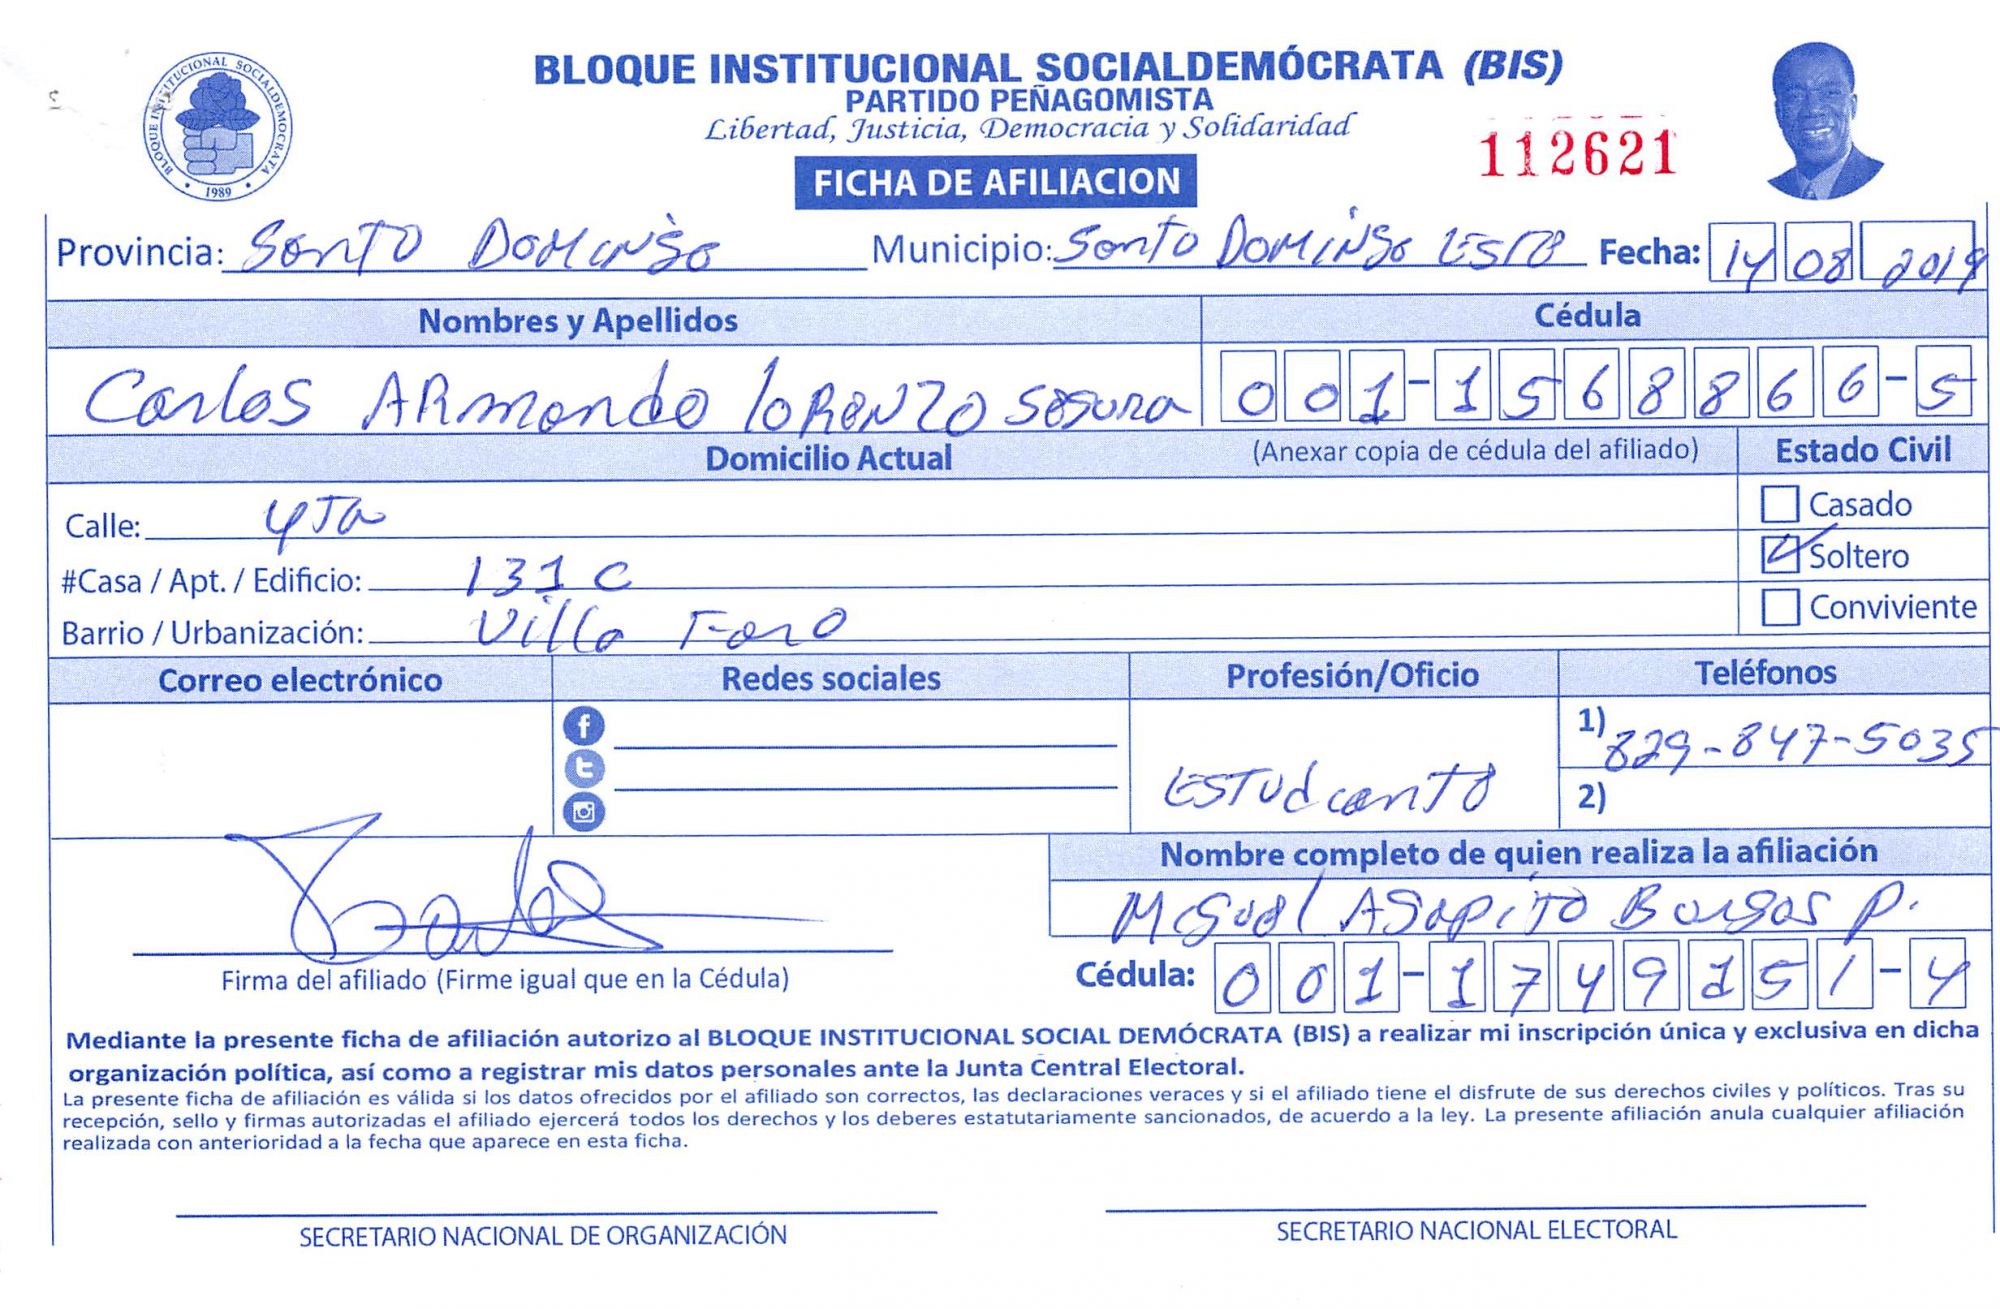 BLOQUE INSTITUCIONAL SOCIALDEMOCRATA
1989
BLOQUE INSTITUCIONAL SOCIALDEMÓCRATA (BIS)
PARTIDO PEÑAGOMISTA
Libertad, Justicia, Democracia y Solidaridad
112621
FICHA DE AFILIACION
Provincia: Santo Domingo Municipio: Santo Domingo Este Fecha: 14 08 2019
Nombres y Apellidos Cédula
Carlos Armando Lorenzo Segura 001-1568866-5
Domicilio Actual (Anexar copia de cédula del afiliado) Estado Civil
Calle: 4ta Casado
#Casa / Apt. / Edificio: 131 C Soltero
Barrio / Urbanización: Villa Faro Conviviente
Correo electrónico Redes sociales Profesión/Oficio Teléfonos
1) 829-847-5035
Estudiante
2)
Nombre completo de quien realiza la afiliación
Miguel Agapito Burgos P.
Firma del afiliado (Firme igual que en la Cédula) Cédula: 001-1749151-4
Mediante la presente ficha de afiliación autorizo al BLOQUE INSTITUCIONAL SOCIAL DEMÓCRATA (BIS) a realizar mi inscripción única y exclusiva en dicha
organización política, así como a registrar mis datos personales ante la Junta Central Electoral.
La presente ficha de afiliación es válida si los datos ofrecidos por el afiliado son correctos, las declaraciones veraces y si el afiliado tiene el disfrute de sus derechos civiles y políticos. Tras su
recepción, sello y firmas autorizadas el afiliado ejercerá todos los derechos y los deberes estatutariamente sancionados, de acuerdo a la ley. La presente afiliación anula cualquier afiliación
realizada con anterioridad a la fecha que aparece en esta ficha.
SECRETARIO NACIONAL DE ORGANIZACIÓN SECRETARIO NACIONAL ELECTORAL